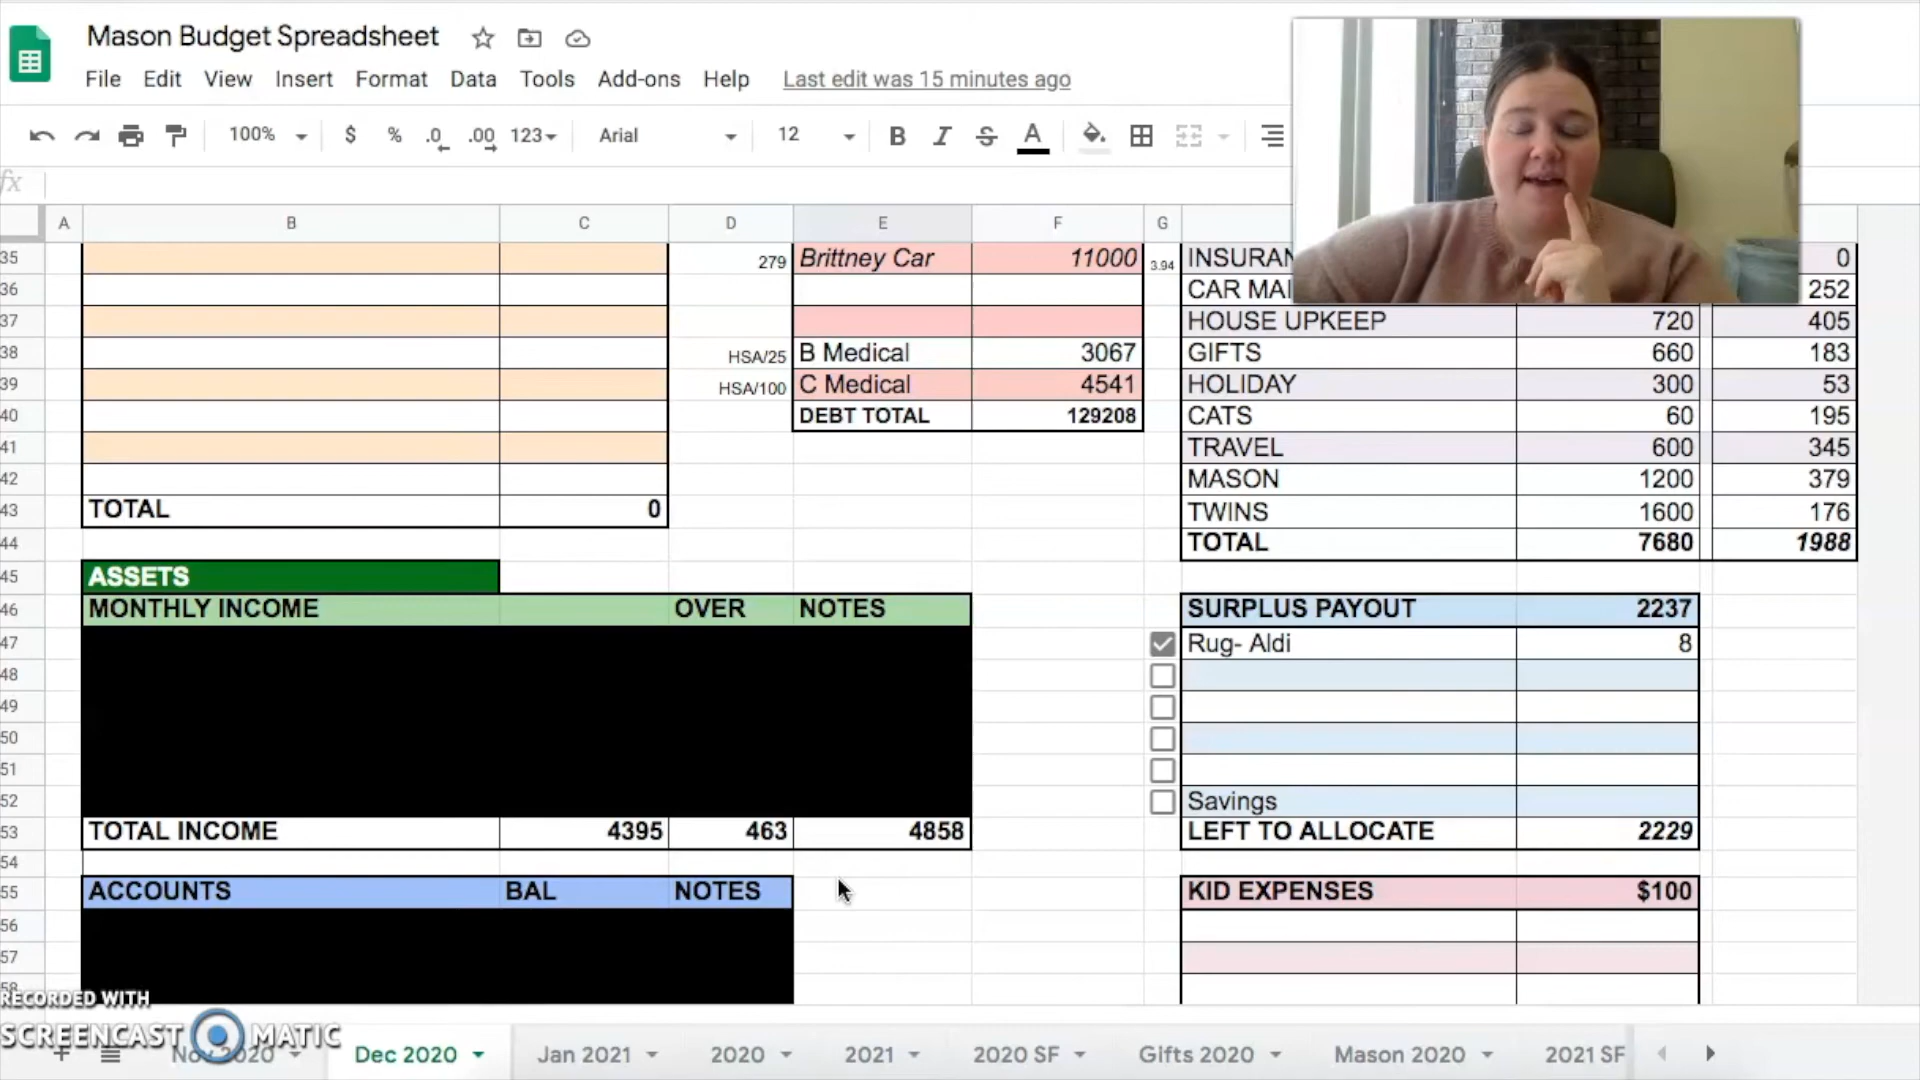 Mason Budget Spreadsheet
File Edit View Insert Format Data Tools Add-ons Help Last edit was 15 minutes ago
100% $ % .0 .00 123 Arial 12 B I S A
fx
A B C D E F G
35 279 Brittney Car 11000 3.94 INSURAN 0
36 CAR MAI 252
37 HOUSE UPKEEP 720 405
38 HSA/25 B Medical 3067 GIFTS 660 183
39 HSA/100 C Medical 4541 HOLIDAY 300 53
40 DEBT TOTAL 129208 CATS 60 195
41 TRAVEL 600 345
42 MASON 1200 379
43 TOTAL 0 TWINS 1600 176
44 TOTAL 7680 1988
45 ASSETS
46 MONTHLY INCOME OVER NOTES SURPLUS PAYOUT 2237
47 Rug- Aldi 8
48
49
50
51
52 Savings
53 TOTAL INCOME 4395 463 4858 LEFT TO ALLOCATE 2229
54
55 ACCOUNTS BAL NOTES KID EXPENSES $100
56
57
58
RECORDED WITH
SCREENCAST MATIC
Nov 2020 Dec 2020 Jan 2021 2020 2021 2020 SF Gifts 2020 Mason 2020 2021 SF